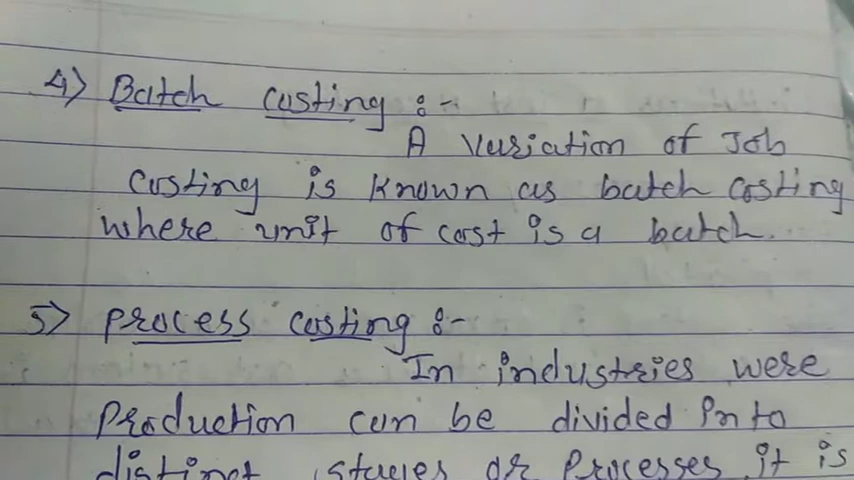 4) Batch costing :-
A variation of Job
costing is known as batch costing
where unit of cost is a batch.
5) process costing :-
In industries were
production can be divided into
distinct stages or processes it is